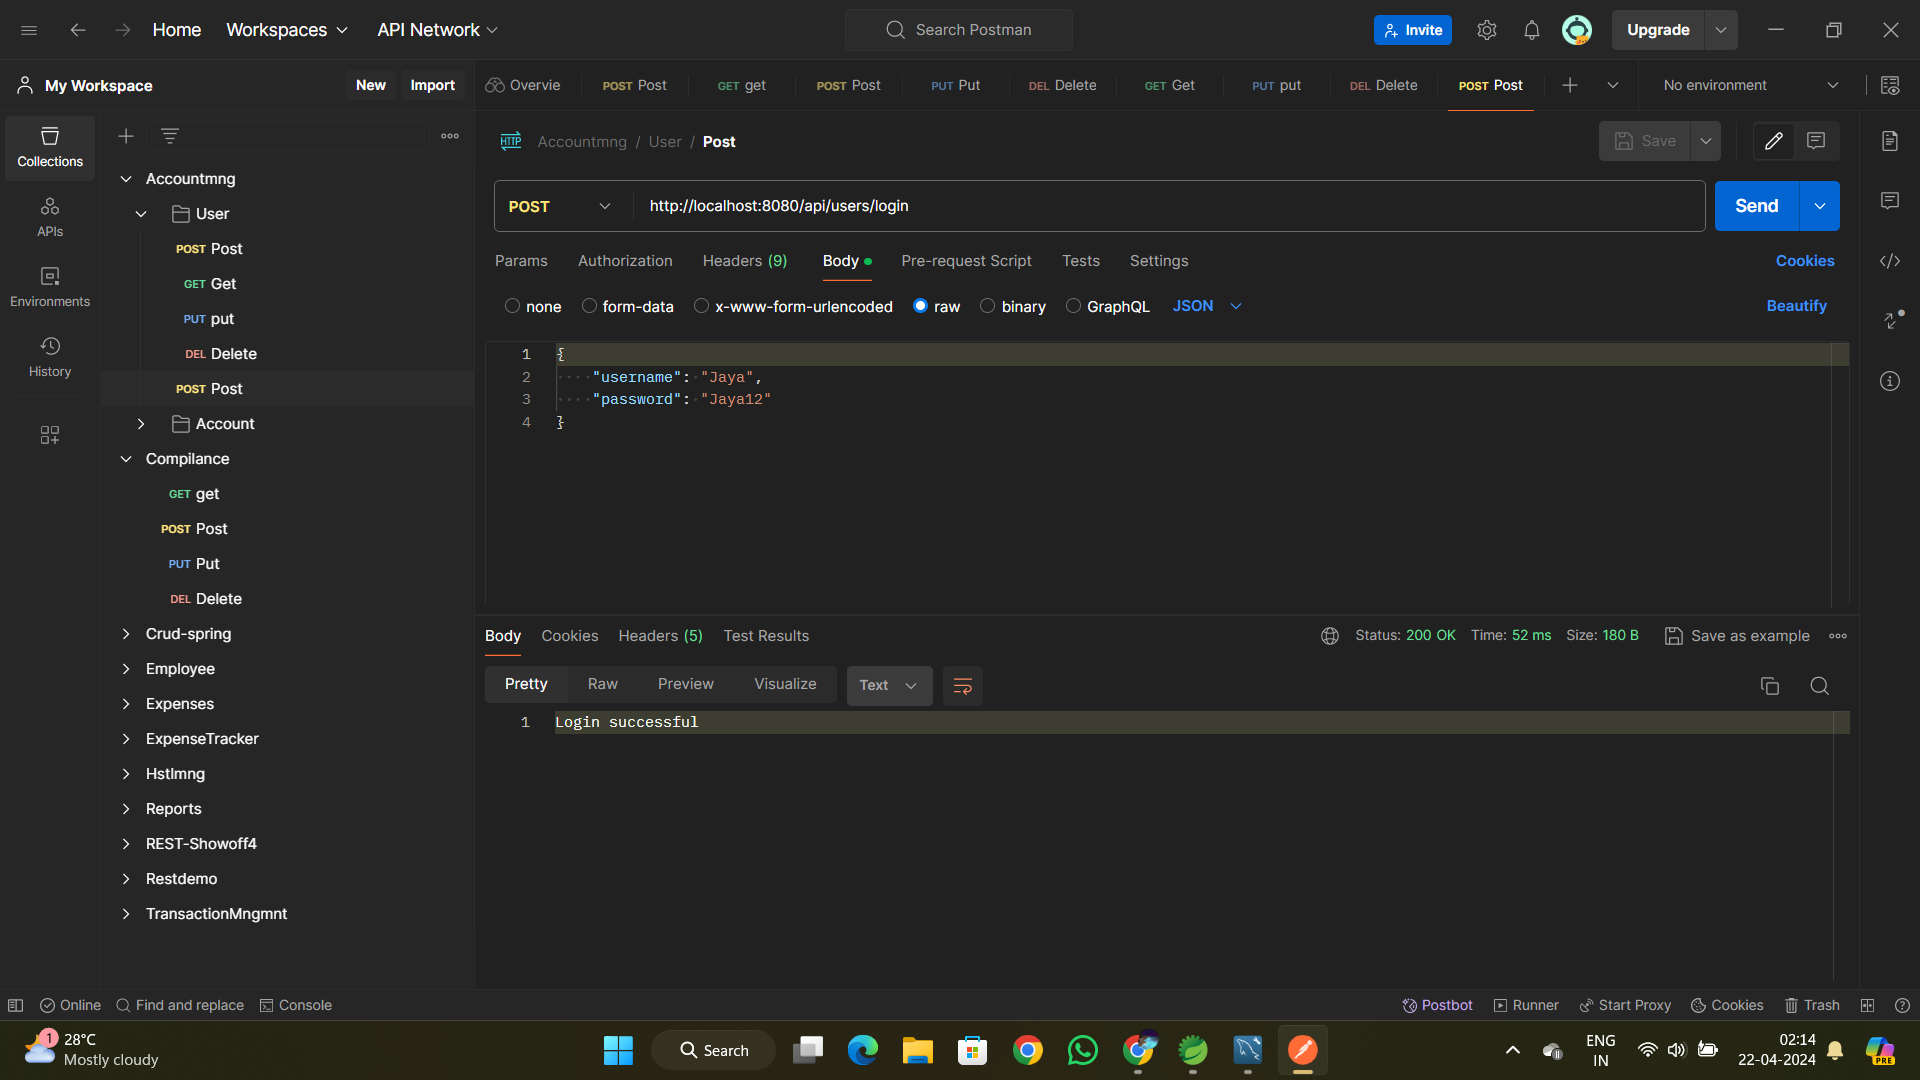 Home
Workspaces
API Network
Search Postman
Invite
Upgrade
My Workspace
New
Import
Overvie
POST Post
GET get
POST Post
PUT Put
DEL Delete
GET Get
PUT put
DEL Delete
POST Post
No environment
Collections
APIs
Environments
History
Accountmng
User
POST Post
GET Get
PUT put
DEL Delete
POST Post
Account
Compilance
GET get
POST Post
PUT Put
DEL Delete
Crud-spring
Employee
Expenses
ExpenseTracker
Hstlmng
Reports
REST-Showoff4
Restdemo
TransactionMngmnt
HTTP
Accountmng / User / Post
Save
POST
http://localhost:8080/api/users/login
Send
Params
Authorization
Headers (9)
Body
Pre-request Script
Tests
Settings
Cookies
none
form-data
x-www-form-urlencoded
raw
binary
GraphQL
JSON
Beautify
1 {
2 "username": "Jaya",
3 "password": "Jaya12"
4 }
Body
Cookies
Headers (5)
Test Results
Status: 200 OK
Time: 52 ms
Size: 180 B
Save as example
Pretty
Raw
Preview
Visualize
Text
1 Login successful
Online
Find and replace
Console
Postbot
Runner
Start Proxy
Cookies
Trash
1
28°C
Mostly cloudy
Search
ENG
IN
02:14
22-04-2024
PRE